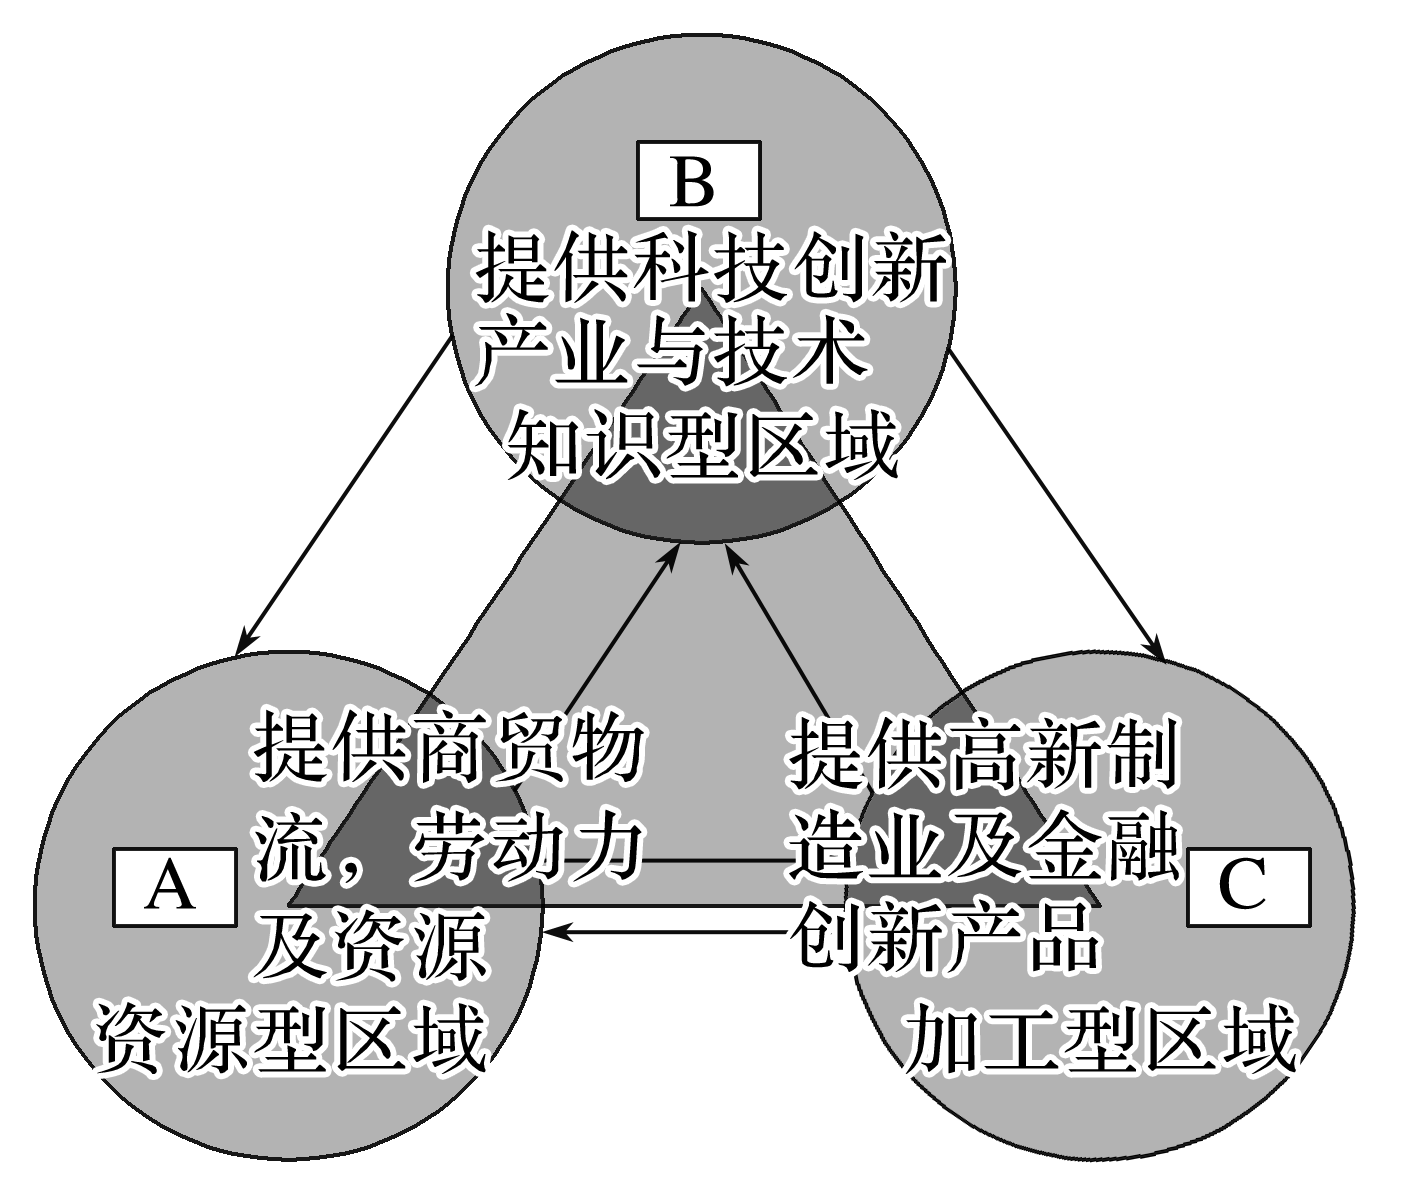 B
提供科技创新
产业与技术
知识型区域
提供商贸物
流，劳动力
及资源
A
资源型区域
提供高新制
造业及金融
创新产品
C
加工型区域